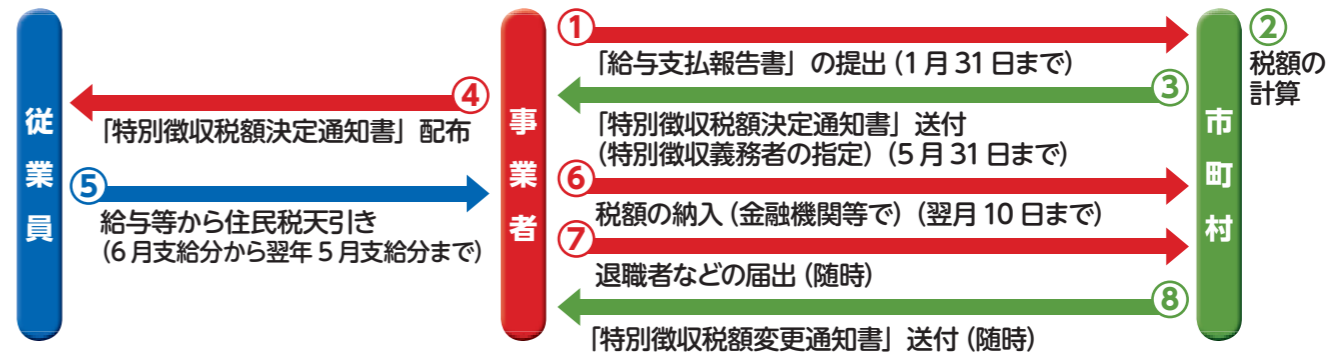 従業員
事業者
市町村
①
「給与支払報告書」の提出（1月31日まで）
②
税額の
計算
③
「特別徴収税額決定通知書」送付
（特別徴収義務者の指定）（5月31日まで）
④
「特別徴収税額決定通知書」配布
⑤
給与等から住民税天引き
（6月支給分から翌年5月支給分まで）
⑥
税額の納入（金融機関等で）（翌月10日まで）
⑦
退職者などの届出（随時）
⑧
「特別徴収税額変更通知書」送付（随時）